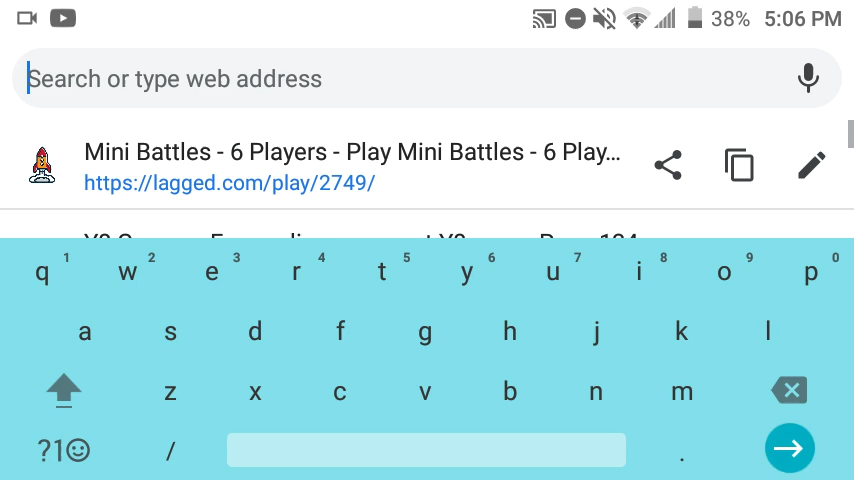 38% 5:06 PM
Search or type web address
Mini Battles - 6 Players - Play Mini Battles - 6 Play...
https://lagged.com/play/2749/
q 1 w 2 e 3 r 4 t 5 y 6 u 7 i 8 o 9 p 0
a s d f g h j k l
z x c v b n m
?1☺ / .